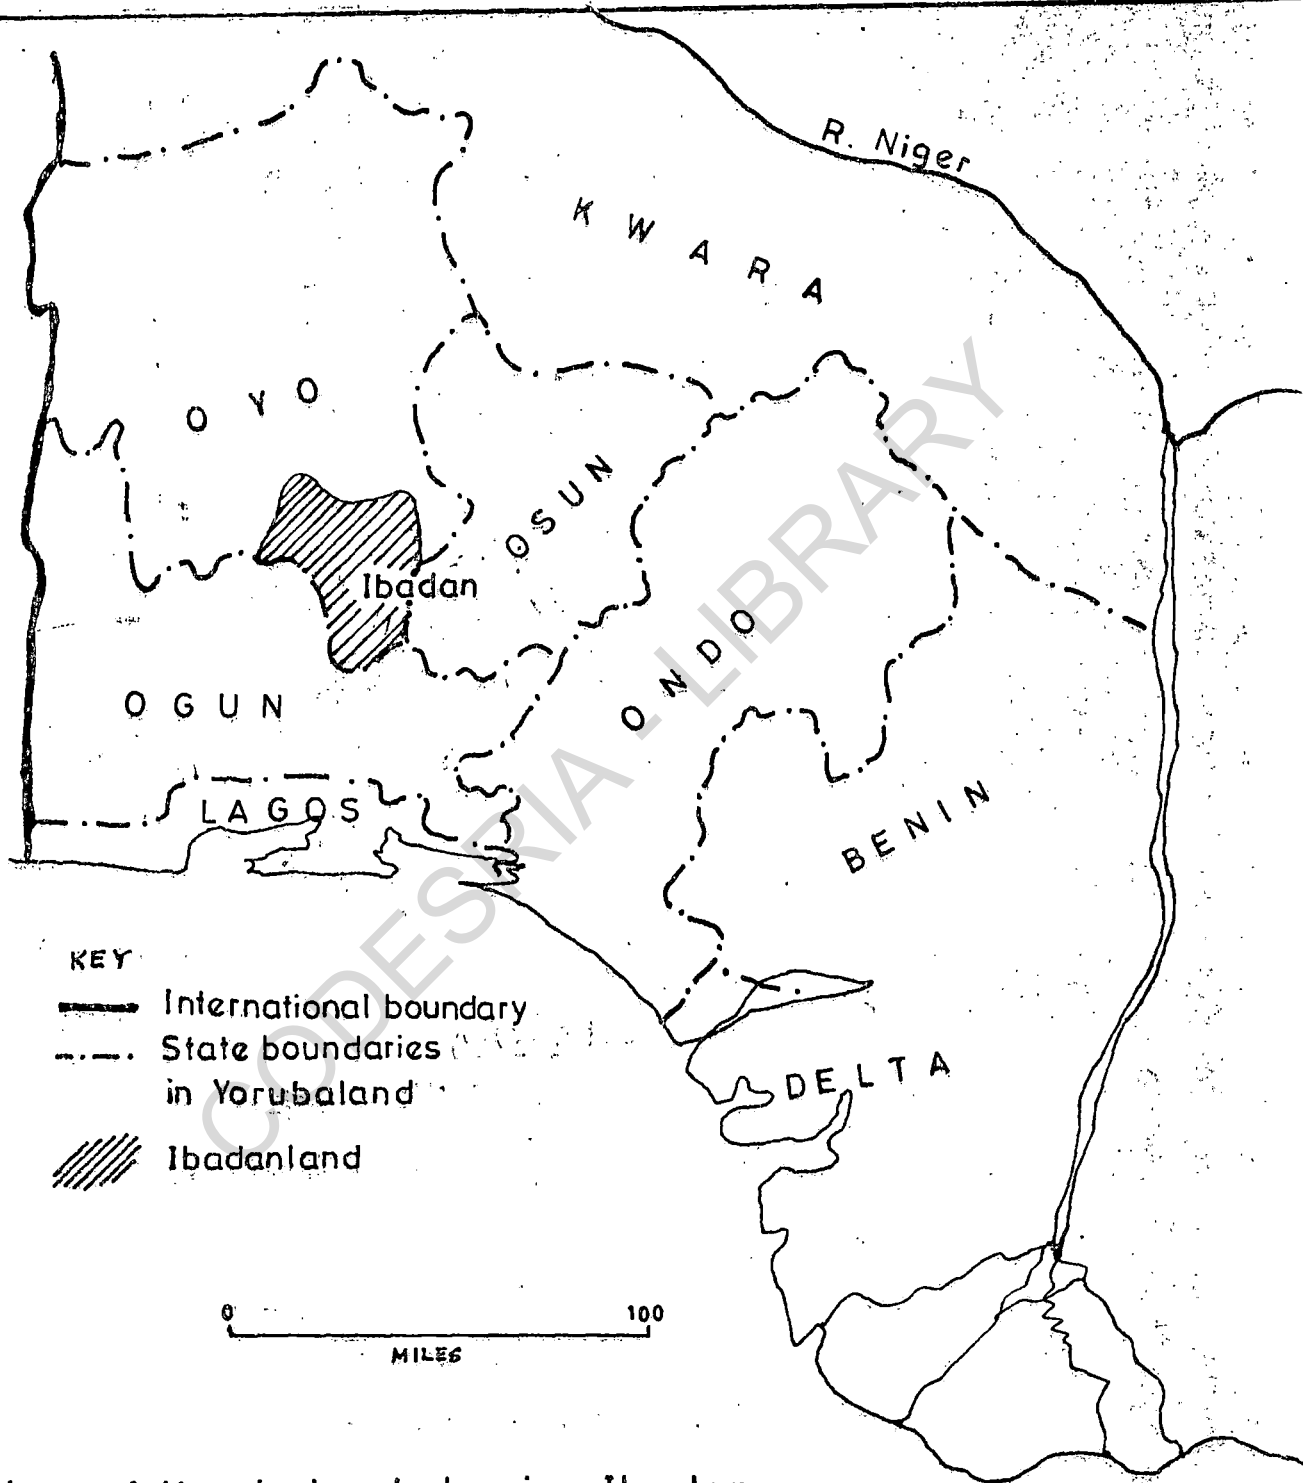 R. Niger
KWARA
OYO
OSUN
Ibadan
ONDO
OGUN
LAGOS
BENIN
DELTA
KEY
International boundary
State boundaries
in Yorubaland
Ibadanland
0 100
MILES
CODESRIA - LIBRARY